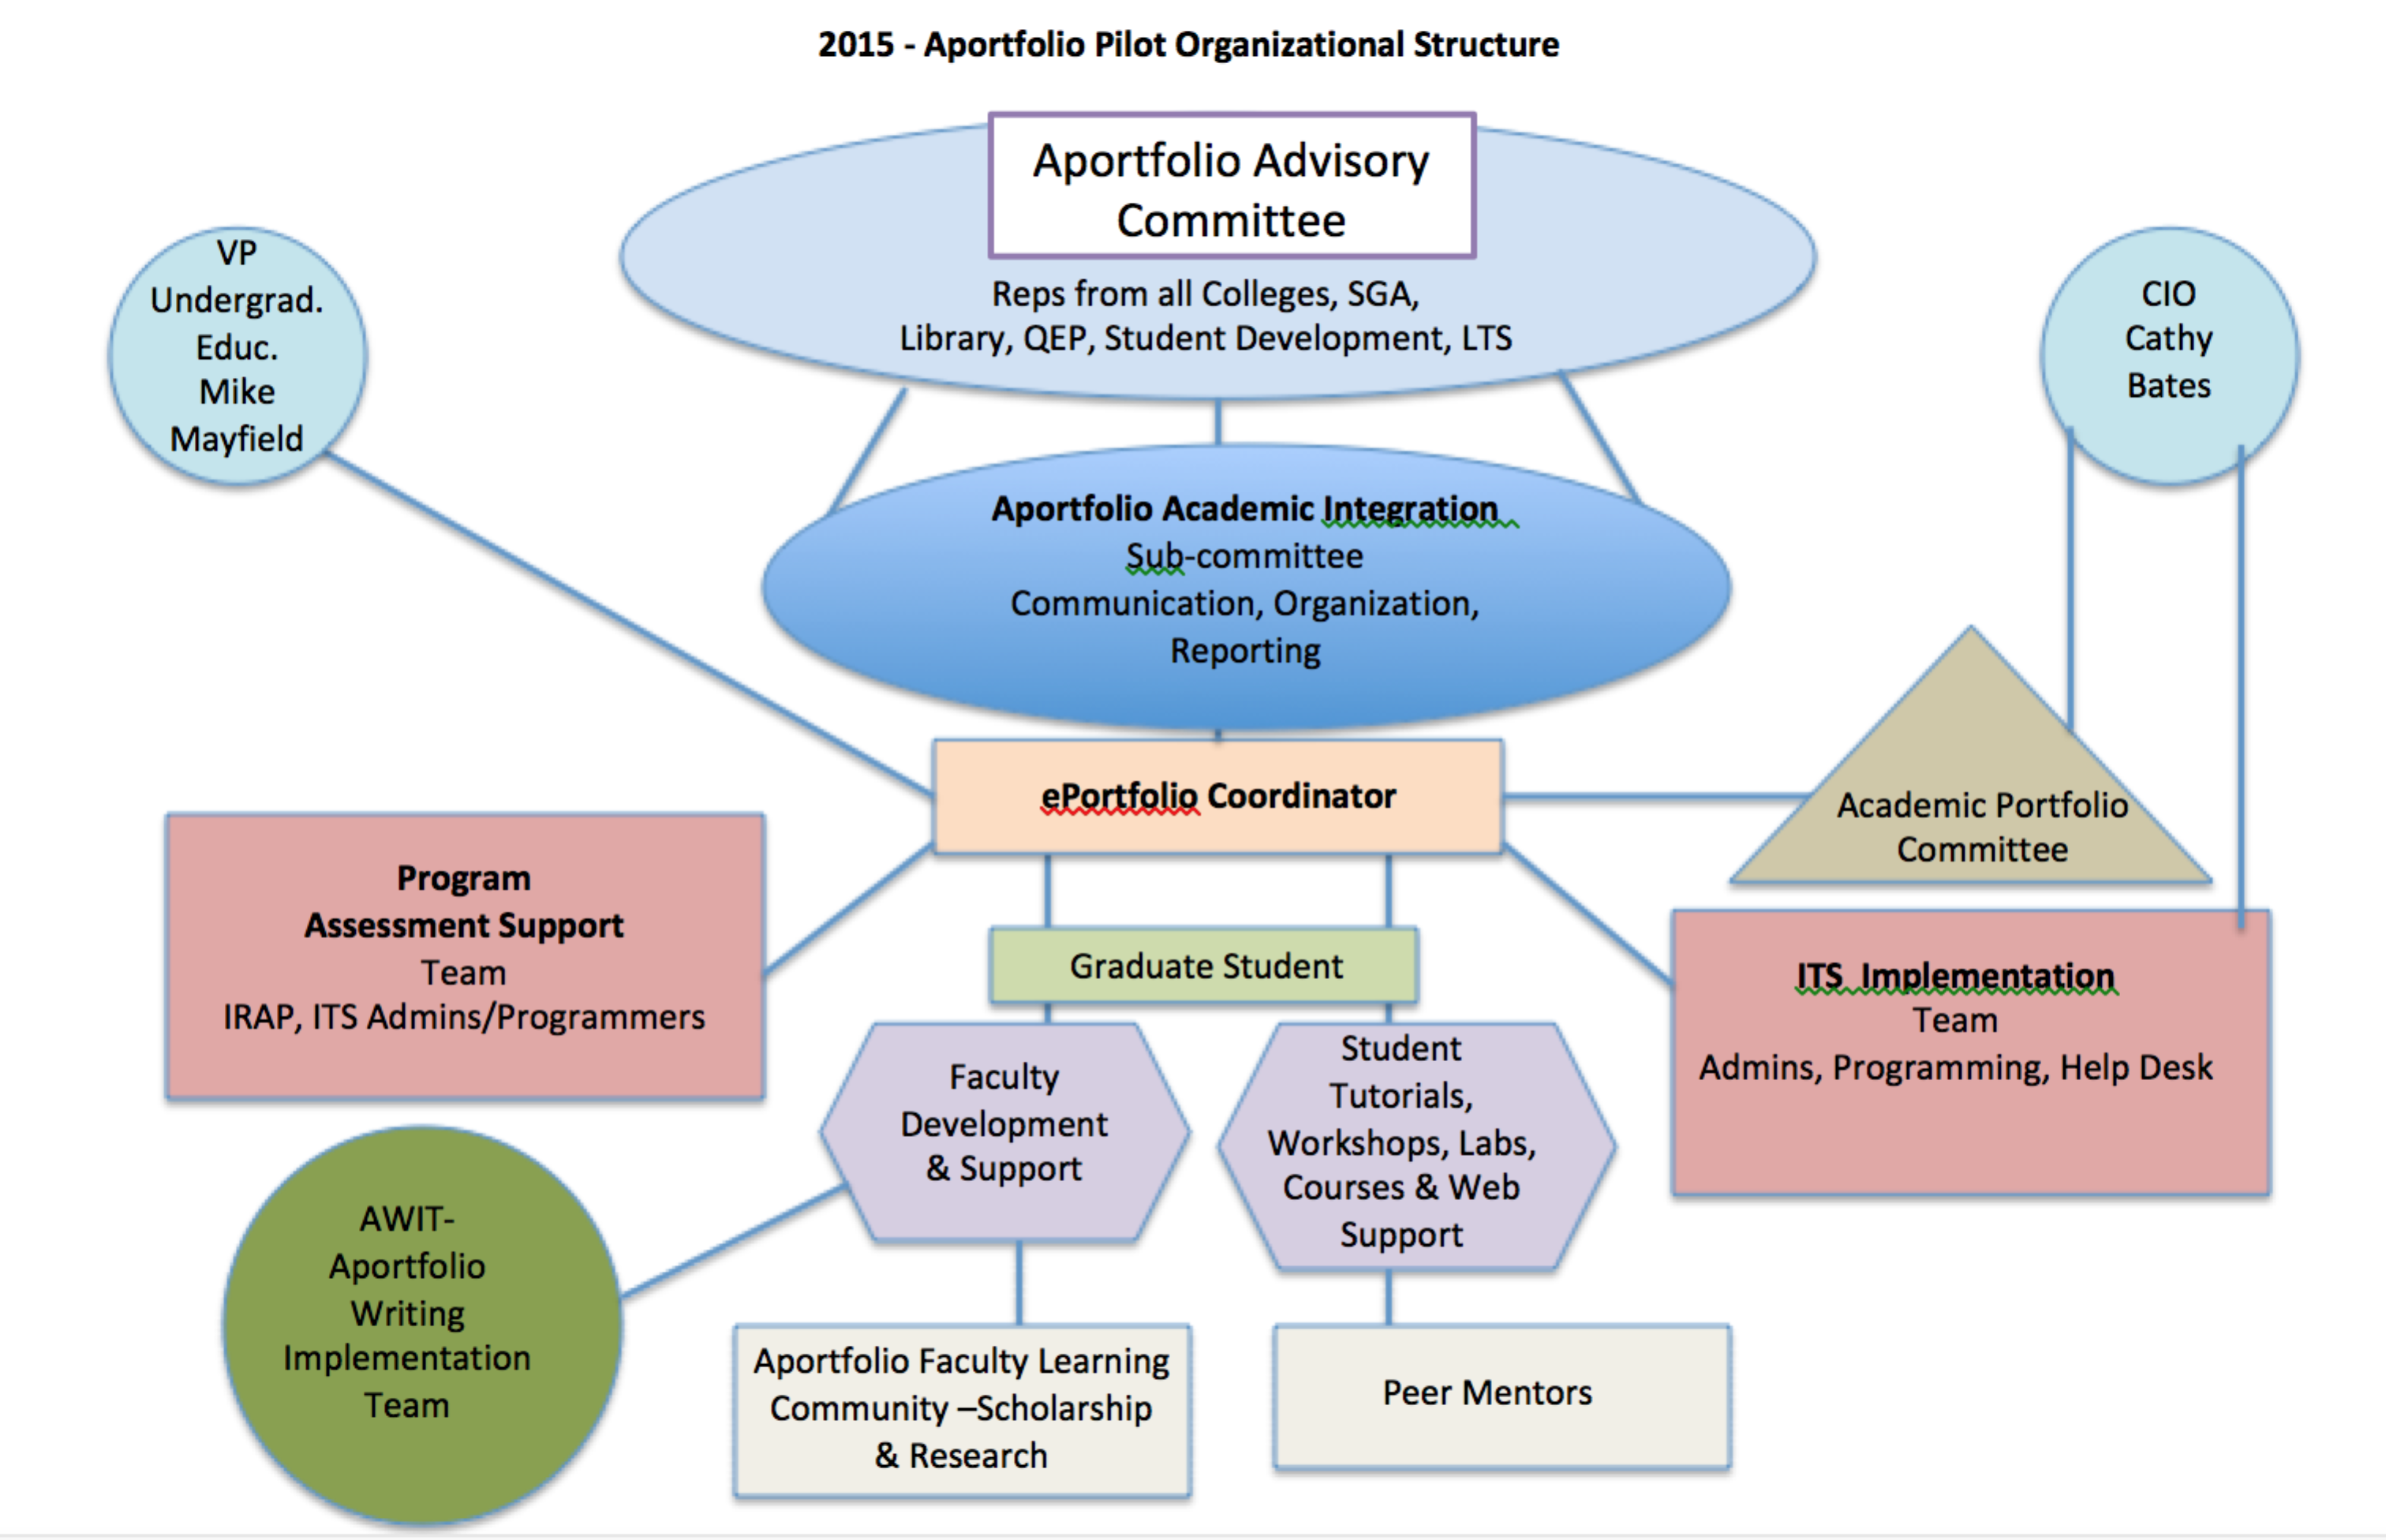 2015 - Aportfolio Pilot Organizational Structure
Aportfolio Advisory
Committee
Reps from all Colleges, SGA,
Library, QEP, Student Development, LTS
VP
Undergrad.
Educ.
Mike
Mayfield
CIO
Cathy
Bates
Aportfolio Academic Integration
Sub-committee
Communication, Organization,
Reporting
ePortfolio Coordinator
Academic Portfolio
Committee
Program
Assessment Support
Team
IRAP, ITS Admins/Programmers
Graduate Student
ITS  Implementation
Team
Admins, Programming, Help Desk
Faculty
Development
& Support
Student
Tutorials,
Workshops, Labs,
Courses & Web
Support
AWIT-
Aportfolio
Writing
Implementation
Team
Aportfolio Faculty Learning
Community –Scholarship
& Research
Peer Mentors